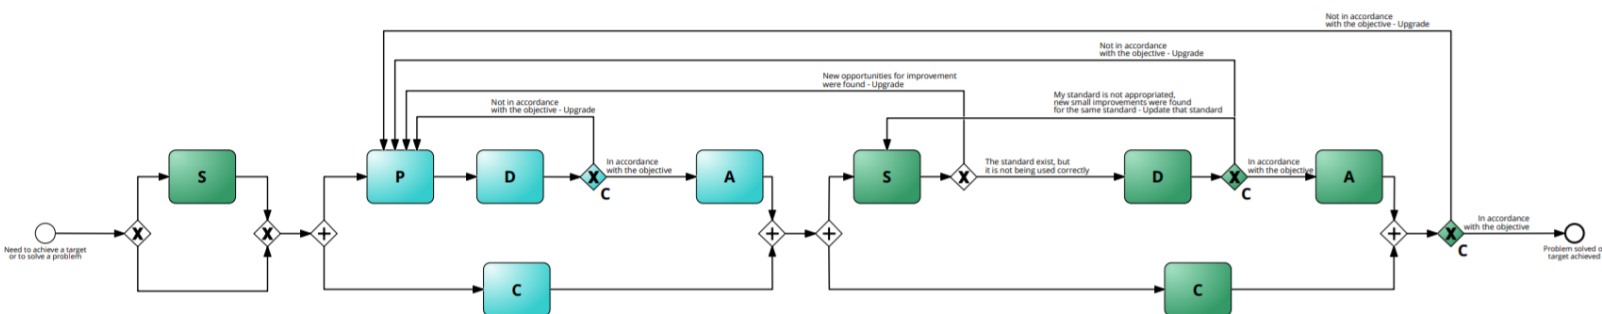 Not in accordance
with the objective - Upgrade
Not in accordance
with the objective - Upgrade
New opportunities for improvement
were found - Upgrade
My standard is not appropriated,
new small improvements were found
for the same standard - Update that standard
Not in accordance
with the objective - Upgrade
In accordance
with the objective
The standard exist, but
it is not being used correctly
In accordance
with the objective
S
P
D
X
A
S
X
D
X
A
C
C
In accordance
with the objective
X
X
+
+
+
+
X
C
Need to achieve a target
or to solve a problem
Problem solved o
target achieved
C
C